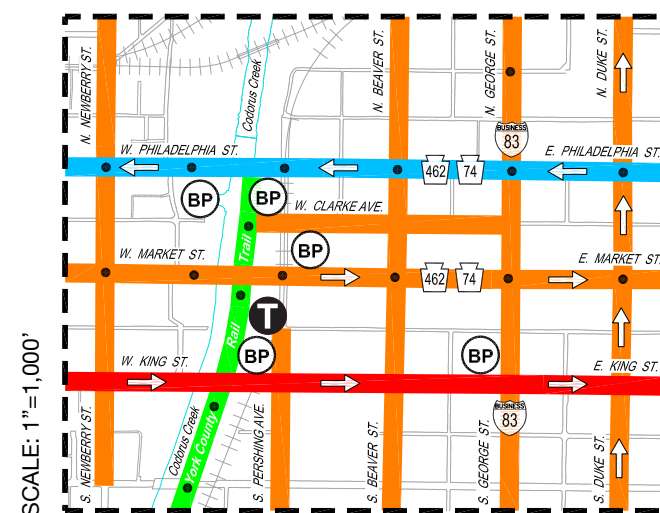 N. NEWBERRY ST.
Codorus Creek
N. BEAVER ST.
N. GEORGE ST.
N. DUKE ST.
BUSINESS
83
W. PHILADELPHIA ST.
E. PHILADELPHIA ST.
462
74
BP
BP
W. CLARKE AVE.
BP
W. MARKET ST.
E. MARKET ST.
462
74
T
BP
BP
W. KING ST.
E. KING ST.
York County Rail Trail
BUSINESS
83
S. NEWBERRY ST.
Codorus Creek
S. PERSHING AVE.
S. BEAVER ST.
S. GEORGE ST.
S. DUKE ST.
SCALE: 1"=1,000'